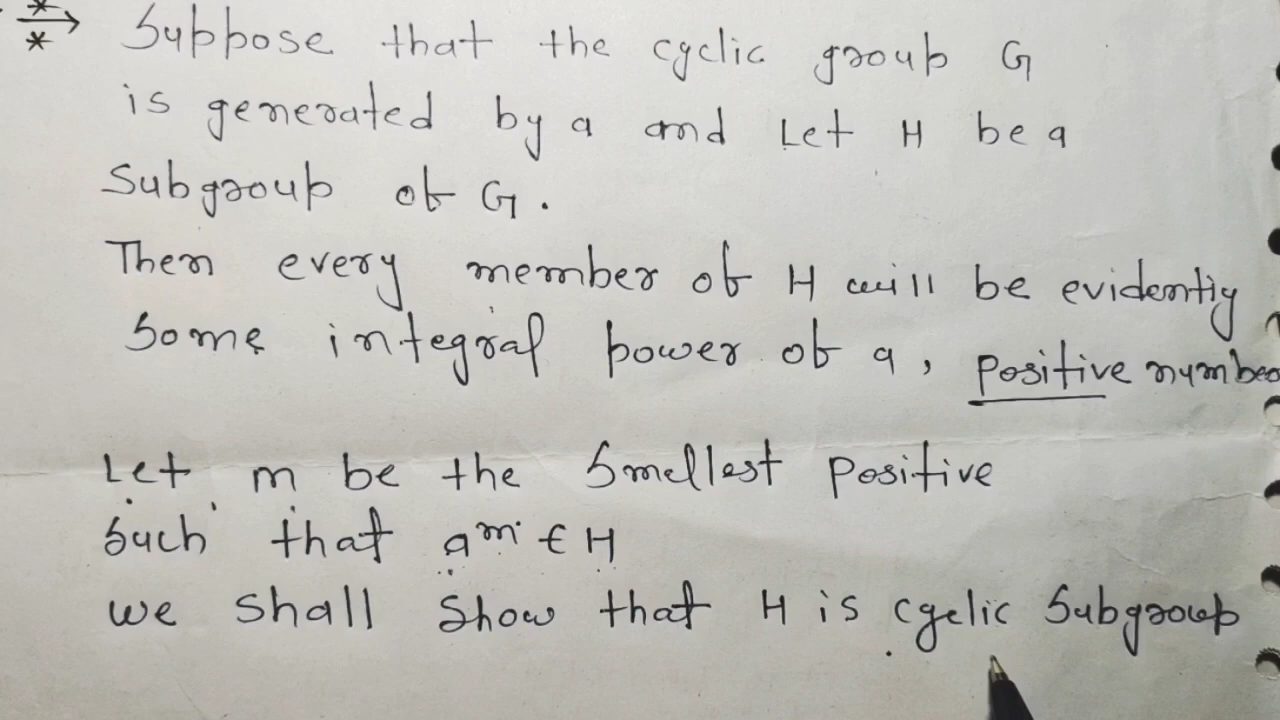 Suppose that the cyclic group G
is generated by a and Let H be a
Subgroup of G.
Then every member of H will be evidently
Some integral power of a, positive number
Let m be the Smallest positive
Such that aᵐ ∈ H
we shall Show that H is cyclic Subgroup